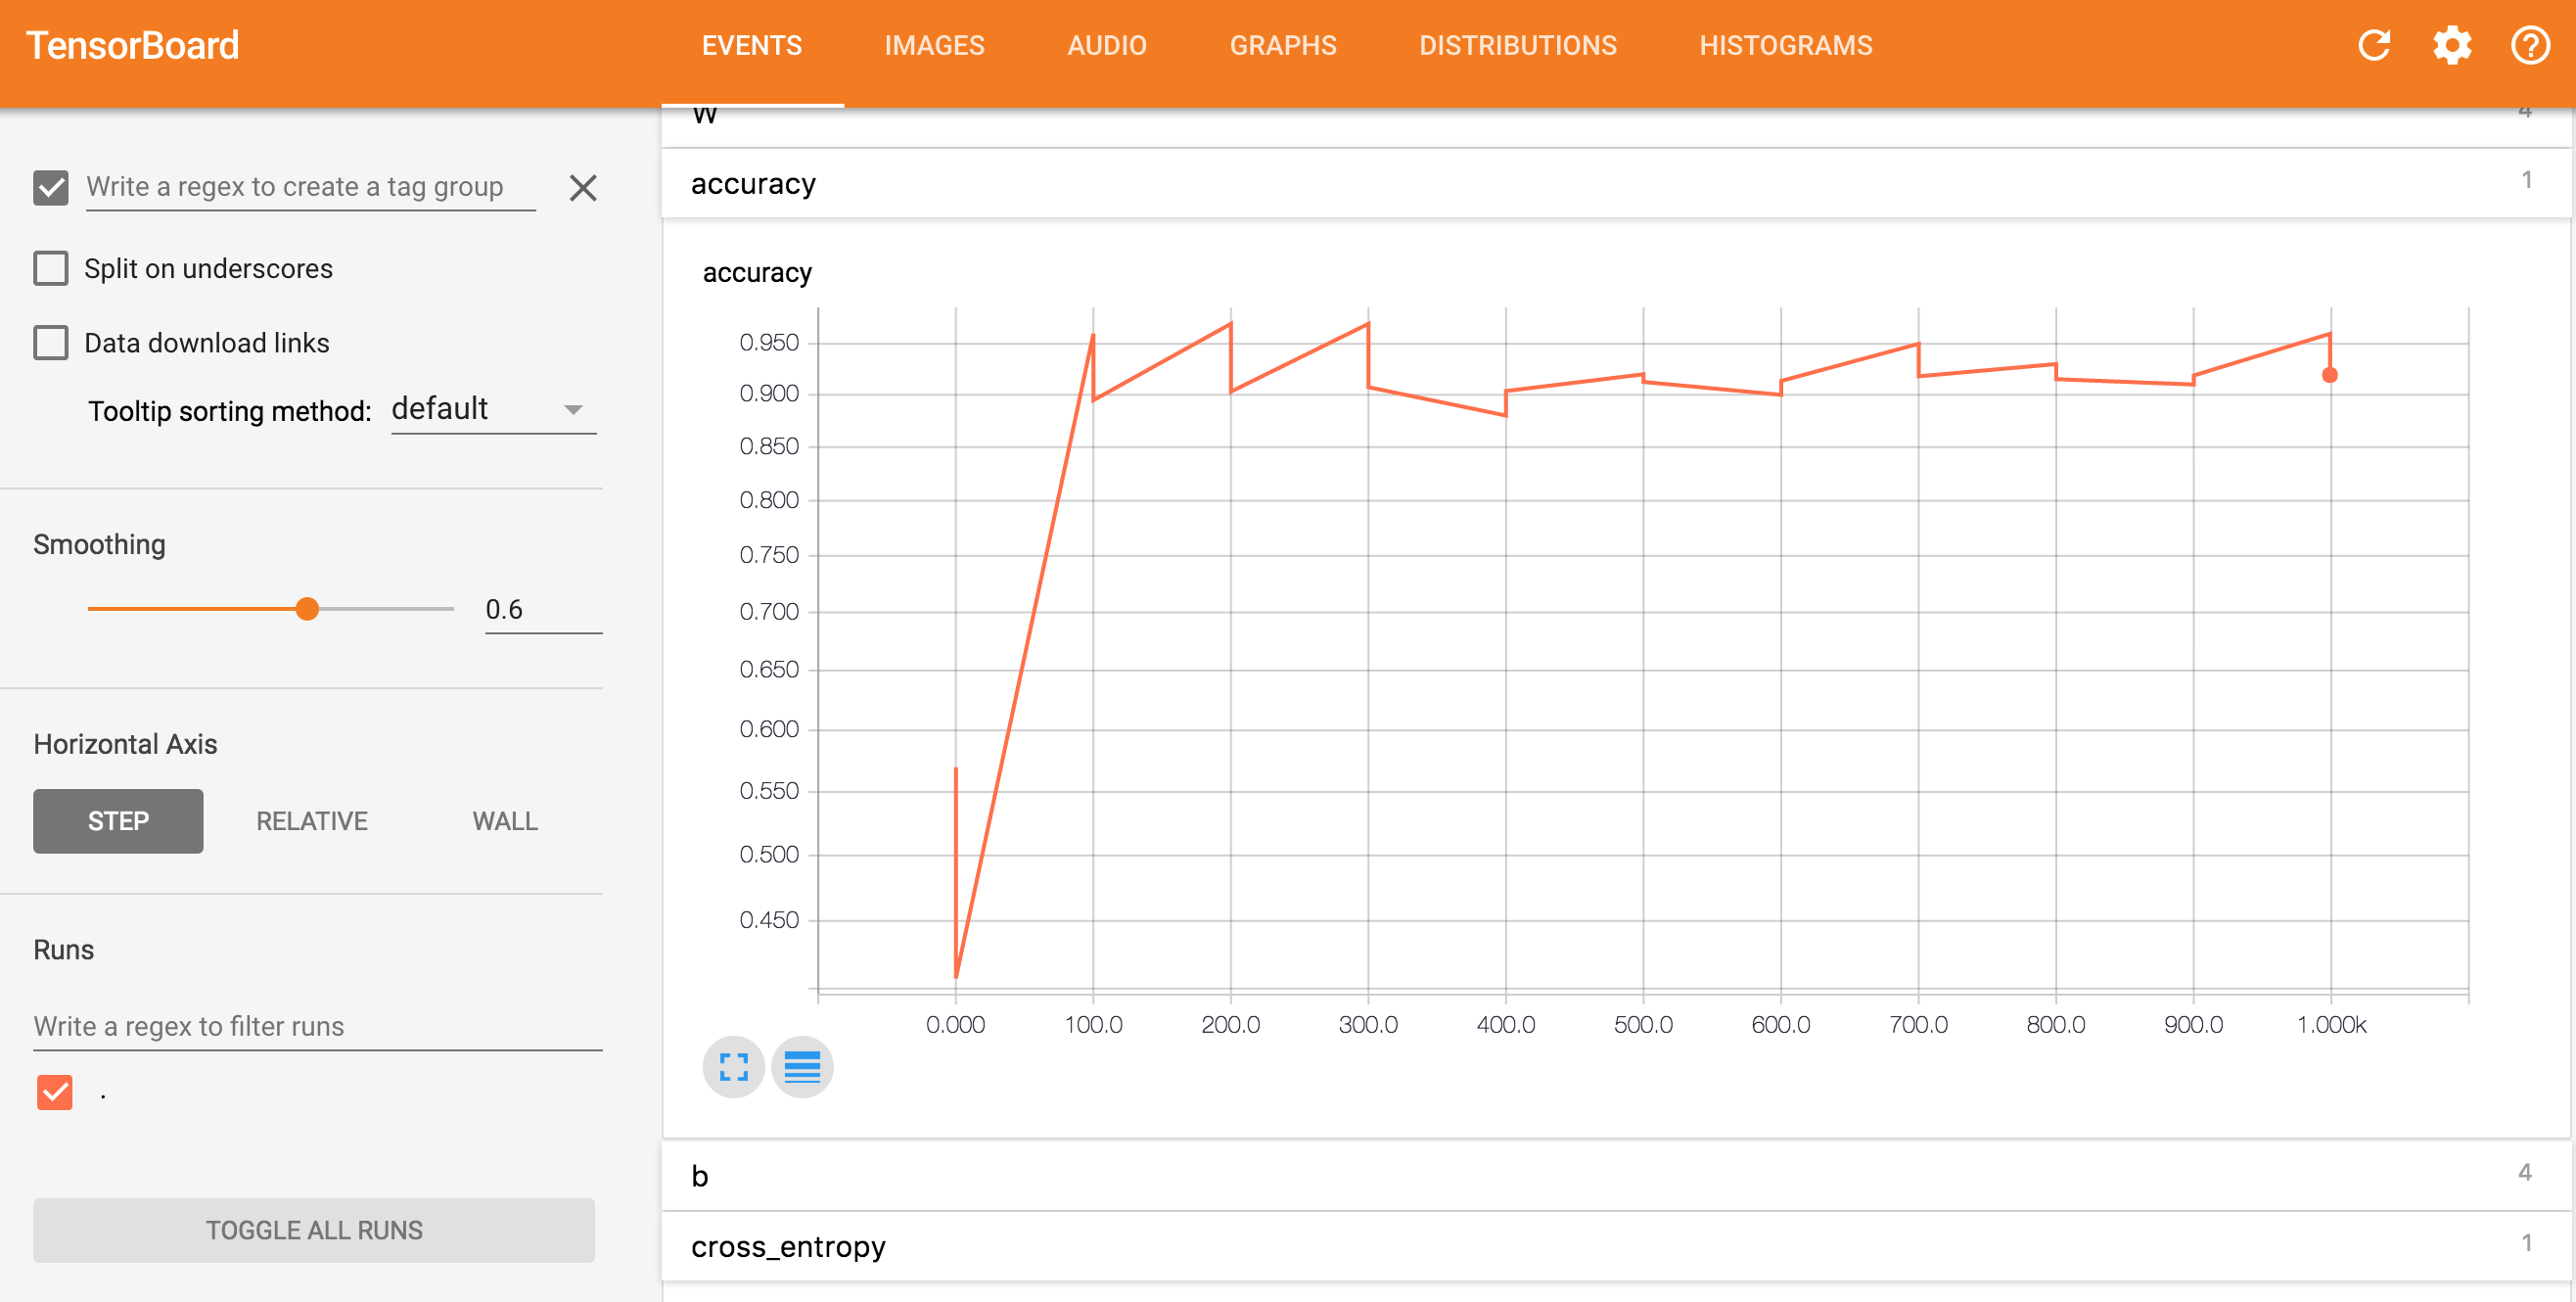 TensorBoard
EVENTS IMAGES AUDIO GRAPHS DISTRIBUTIONS HISTOGRAMS
Write a regex to create a tag group
Split on underscores
Data download links
Tooltip sorting method: default
Smoothing
0.6
Horizontal Axis
STEP RELATIVE WALL
Runs
Write a regex to filter runs
.
TOGGLE ALL RUNS
W 4
accuracy 1
accuracy
0.950
0.900
0.850
0.800
0.750
0.700
0.650
0.600
0.550
0.500
0.450
0.000 100.0 200.0 300.0 400.0 500.0 600.0 700.0 800.0 900.0 1.000k
b 4
cross_entropy 1